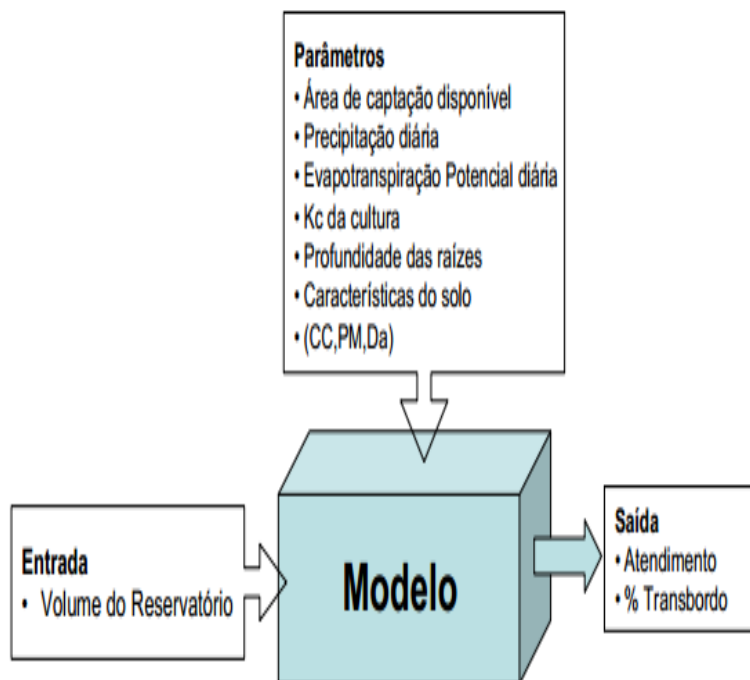 Parâmetros
• Área de captação disponível
• Precipitação diária
• Evapotranspiração Potencial diária
• Kc da cultura
• Profundidade das raízes
• Características do solo
• (CC,PM,Da)
Entrada
• Volume do Reservatório
Modelo
Saída
• Atendimento
• % Transbordo